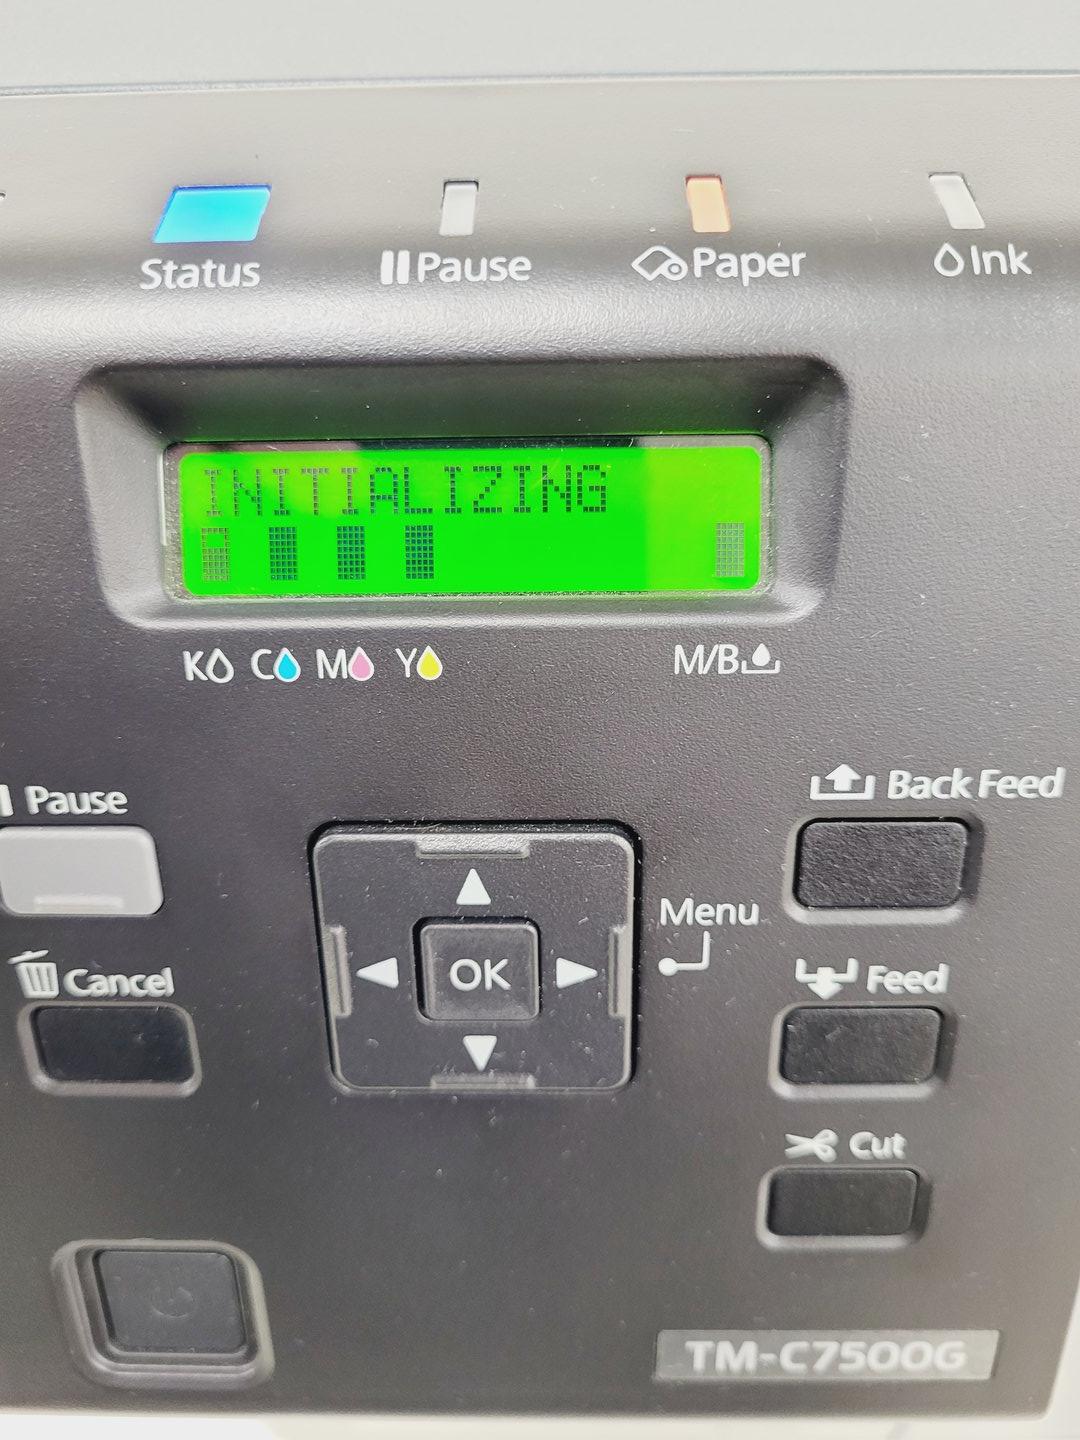 Status
Pause
Paper
Ink
INITIALIZING
K C M Y M/B
Pause
Back Feed
Menu
OK
Cancel
Feed
Cut
TM-C7500G